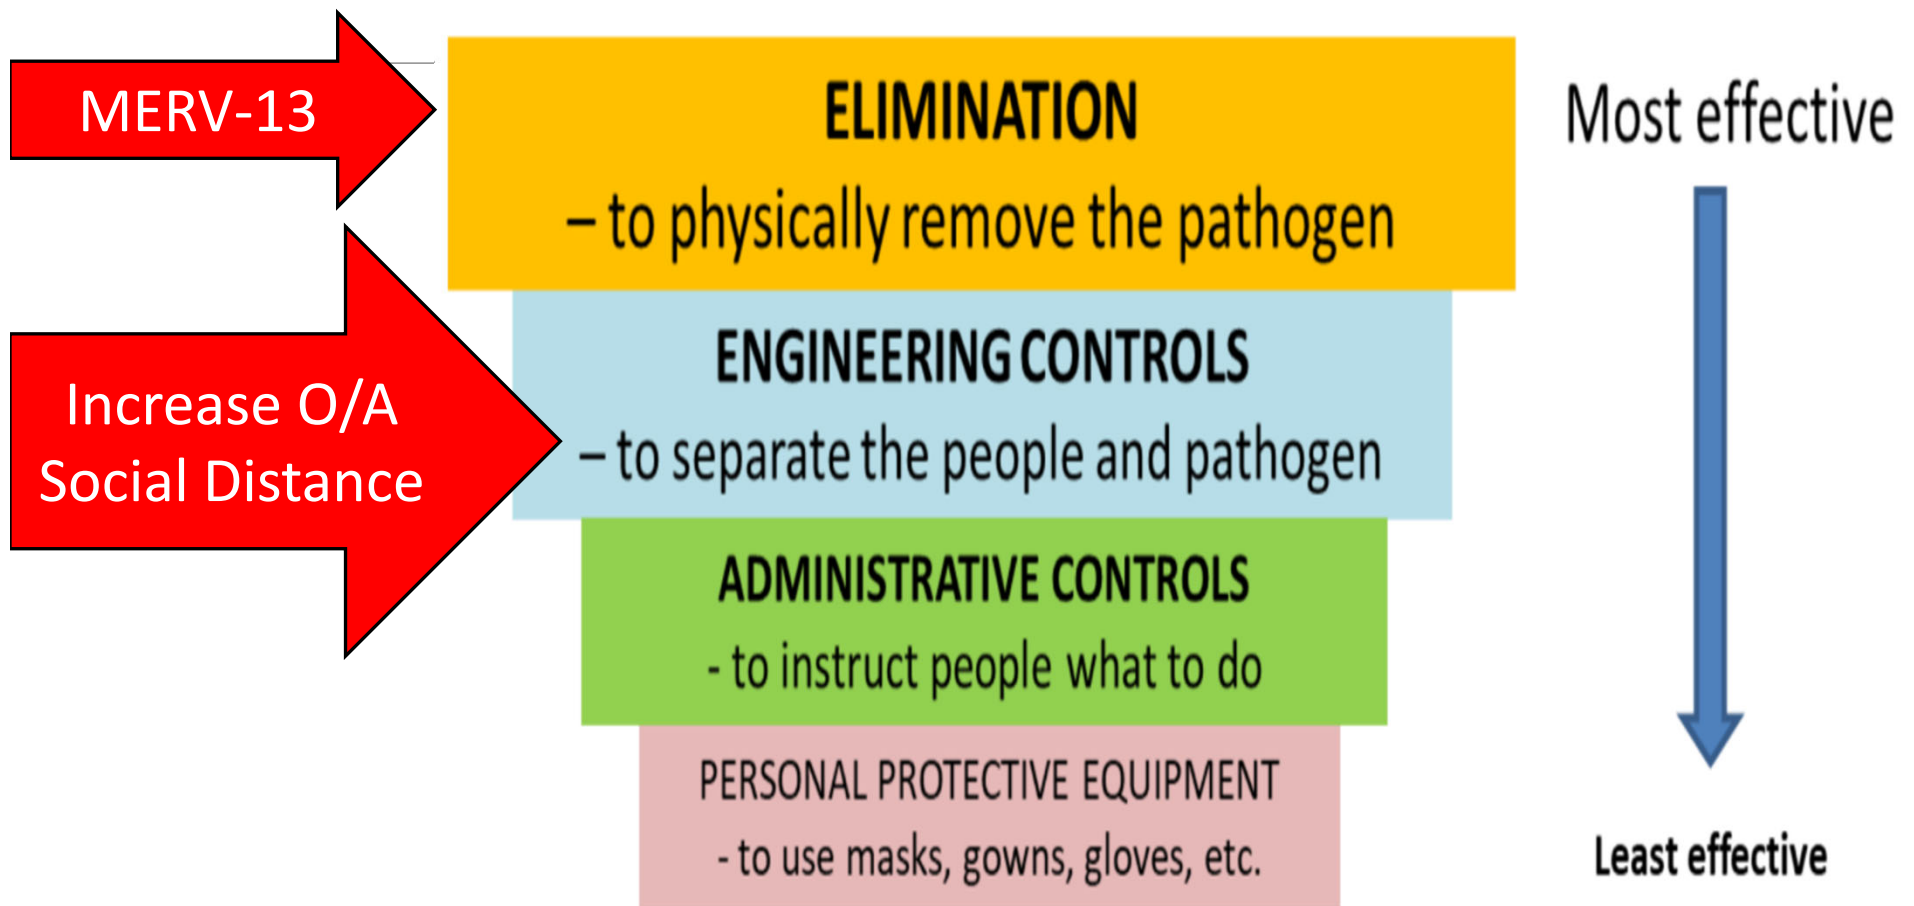 MERV-13
Increase O/A
Social Distance
ELIMINATION
– to physically remove the pathogen
ENGINEERING CONTROLS
– to separate the people and pathogen
ADMINISTRATIVE CONTROLS
- to instruct people what to do
PERSONAL PROTECTIVE EQUIPMENT
- to use masks, gowns, gloves, etc.
Most effective
Least effective